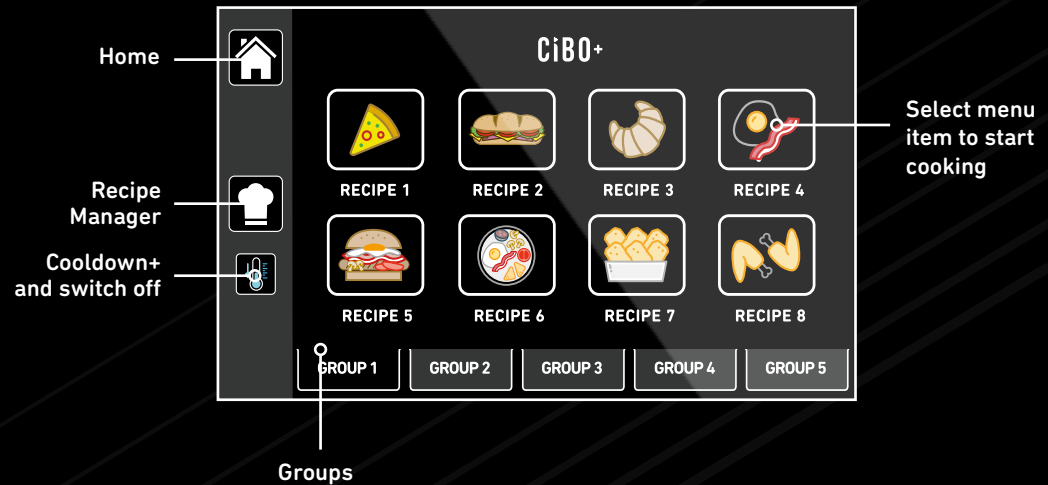 Home
Recipe
Manager
Cooldown+
and switch off
CiBO+
RECIPE 1
RECIPE 2
RECIPE 3
RECIPE 4
RECIPE 5
RECIPE 6
RECIPE 7
RECIPE 8
GROUP 1
GROUP 2
GROUP 3
GROUP 4
GROUP 5
Select menu
item to start
cooking
Groups